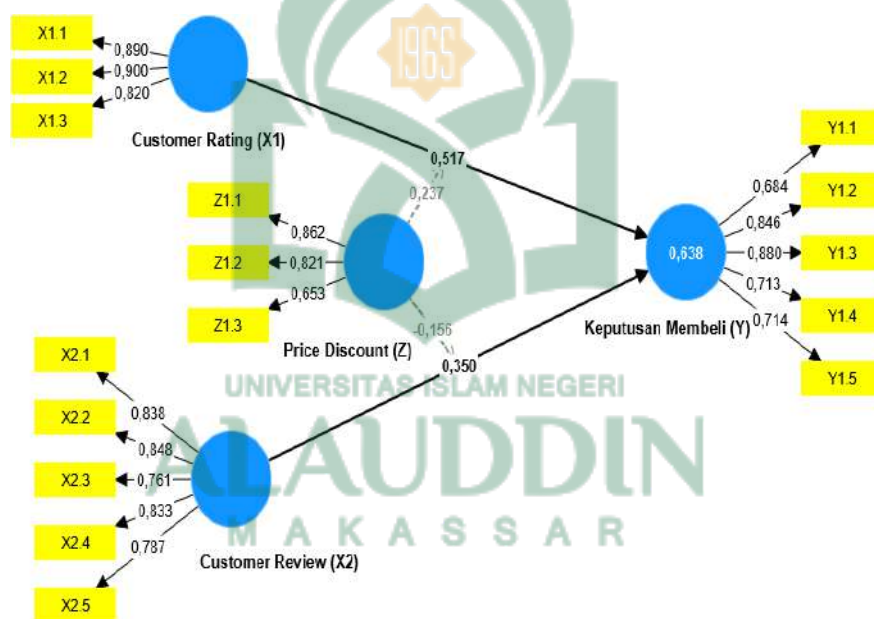 X1.1
0,890
X1.2
0,900
X1.3
0,820
Customer Rating (X1)
1965
0,517
0,237
Z1.1
0,862
Z1.2
0,821
Z1.3
0,653
Price Discount (Z)
-0,156
0,350
Y1.1
0,684
Y1.2
0,846
0,638
0,880
Y1.3
0,713
Y1.4
0,714
Y1.5
Keputusan Membeli (Y)
X2.1
0,838
X2.2
0,848
X2.3
0,761
X2.4
0,833
X2.5
0,787
Customer Review (X2)
UNIVERSITAS ISLAM NEGERI
ALAUDDIN
MAKASSAR